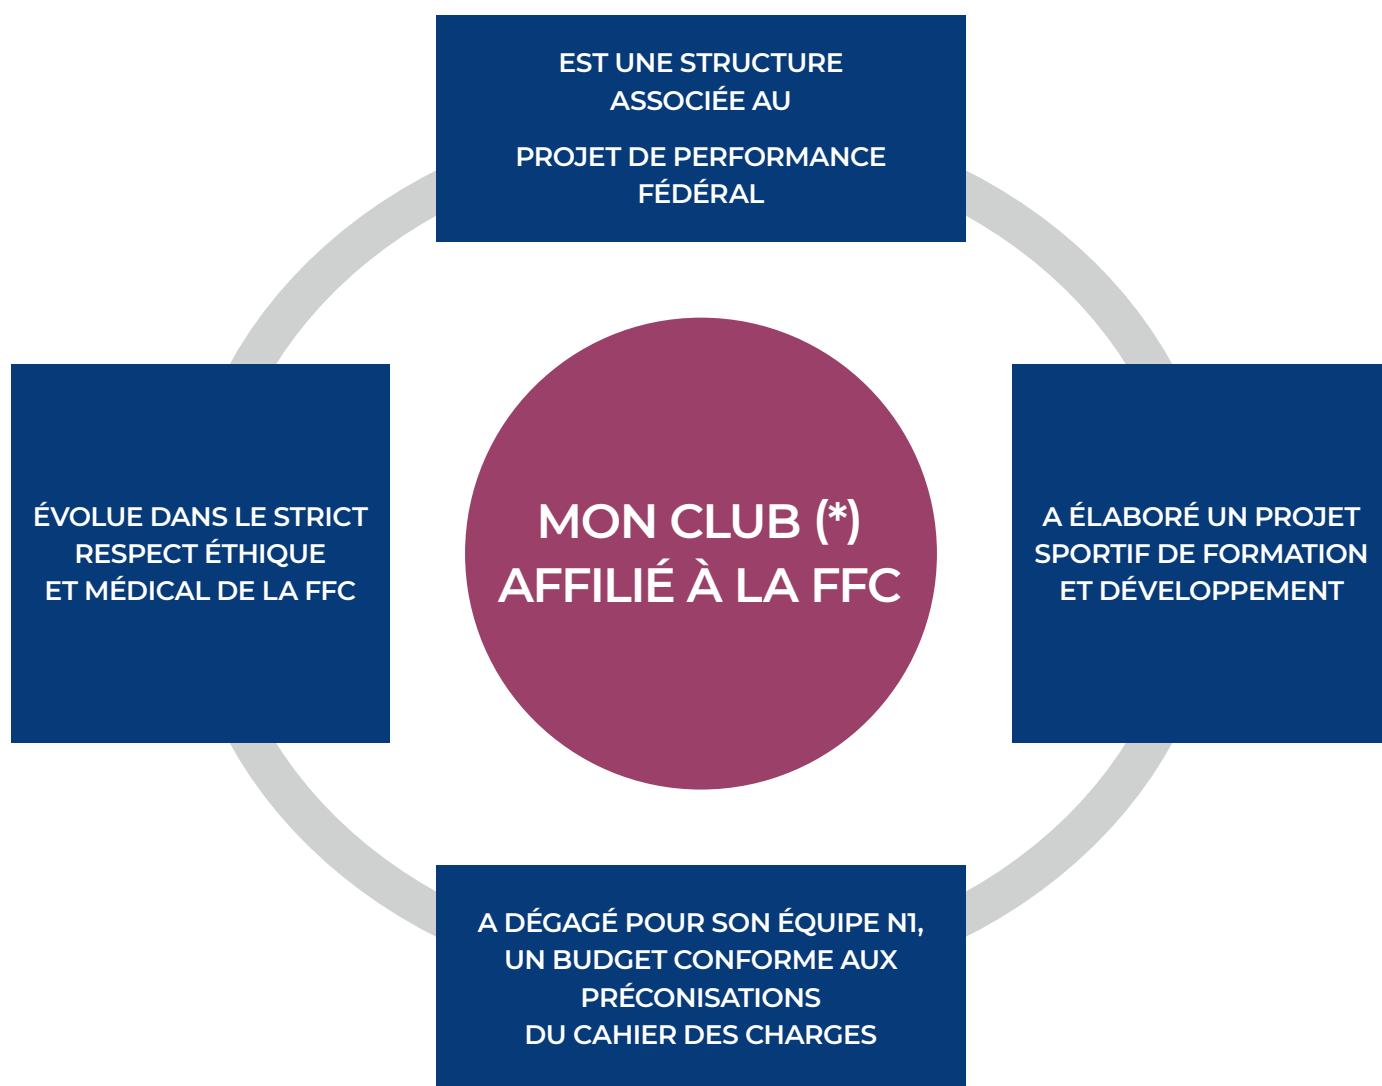 EST UNE STRUCTURE
ASSOCIÉE AU
PROJET DE PERFORMANCE
FÉDÉRAL
ÉVOLUE DANS LE STRICT
RESPECT ÉTHIQUE
ET MÉDICAL DE LA FFC
MON CLUB (*)
AFFILIÉ À LA FFC
A ÉLABORÉ UN PROJET
SPORTIF DE FORMATION
ET DÉVELOPPEMENT
A DÉGAGÉ POUR SON ÉQUIPE N1,
UN BUDGET CONFORME AUX
PRÉCONISATIONS
DU CAHIER DES CHARGES